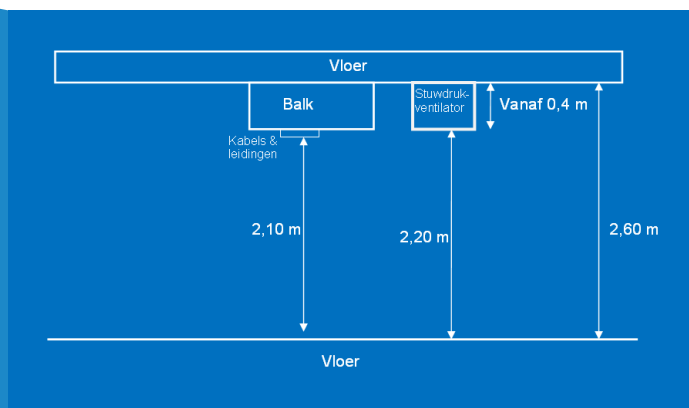 Vloer
Balk
Stuwdruk-
ventilator
Vanaf 0,4 m
Kabels &
leidingen
2,10 m
2,20 m
2,60 m
Vloer